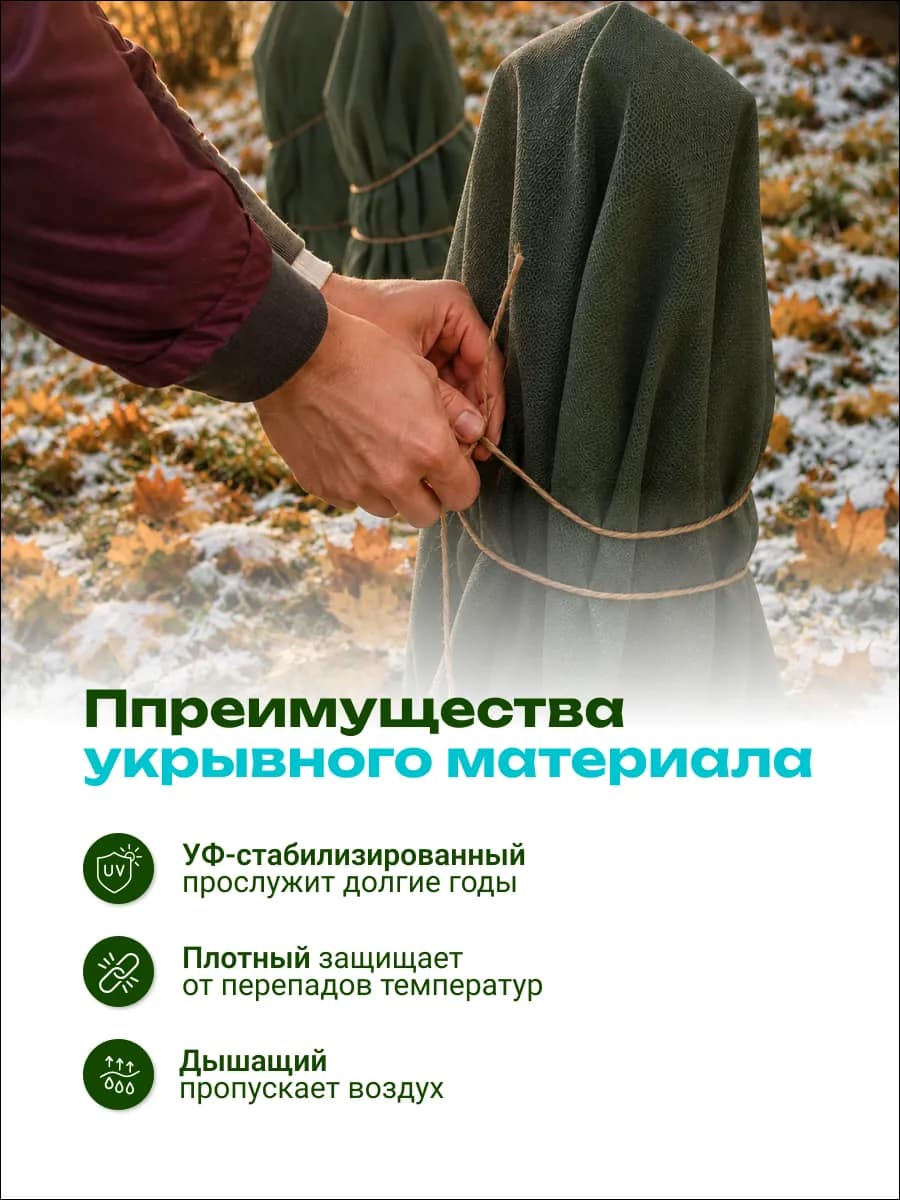 Ппреимущества
укрывного материала
UV
УФ-стабилизированный
прослужит долгие годы
Плотный защищает
от перепадов температур
Дышащий
пропускает воздух